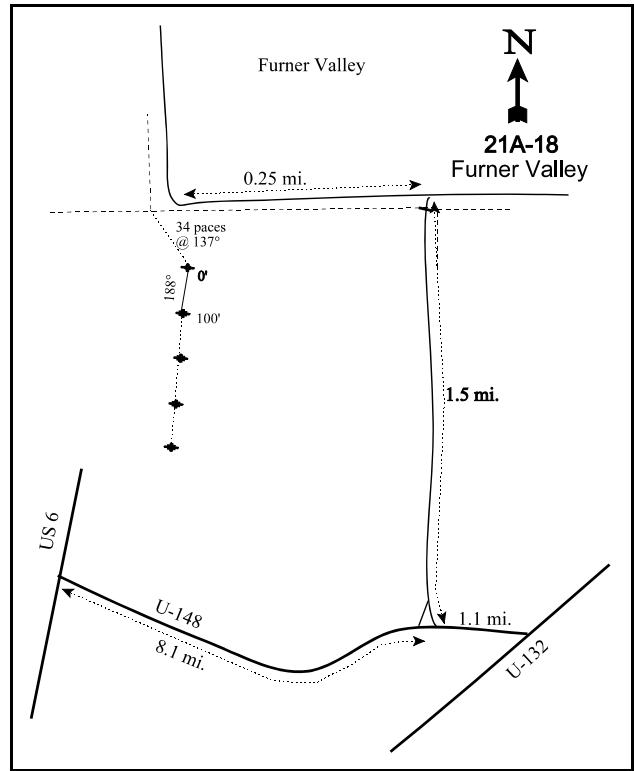 N
Furner Valley
21A-18
Furner Valley
0.25 mi.
34 paces
@ 137°
0'
188°
100'
1.5 mi.
US 6
U-148
8.1 mi.
1.1 mi.
U-132